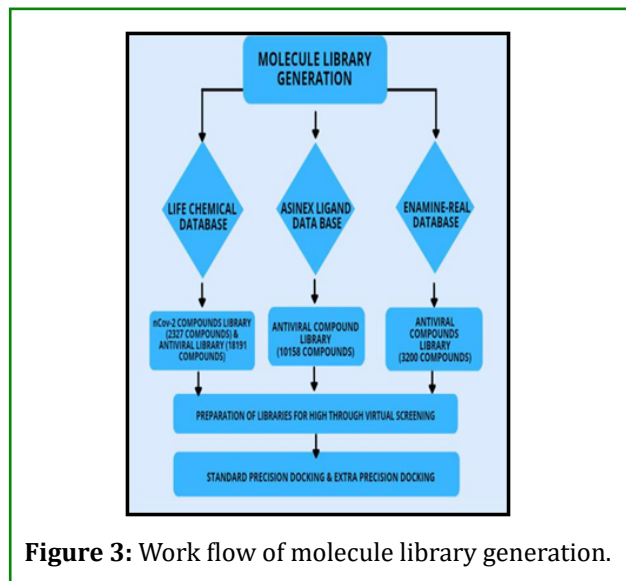 MOLECULE LIBRARY
GENERATION
LIFE CHEMICAL
DATABASE
ASINEX LIGAND
DATA BASE
ENAMINE-REAL
DATABASE
nCov-2 COMPOUNDS LIBRARY
(2327 COMPOUNDS) &
ANTIVIRAL LIBRARY (18191
COMPOUNDS)
ANTIVIRAL COMPOUND
LIBRARY
(10158 COMPOUNDS)
ANTIVIRAL
COMPOUNDS
LIBRARY
(3200 COMPOUNDS)
PREPARATION OF LIBRARIES FOR HIGH THROUGH VIRTUAL SCREENING
STANDARD PRECISION DOCKING & EXTRA PRECISION DOCKING
Figure 3: Work flow of molecule library generation.